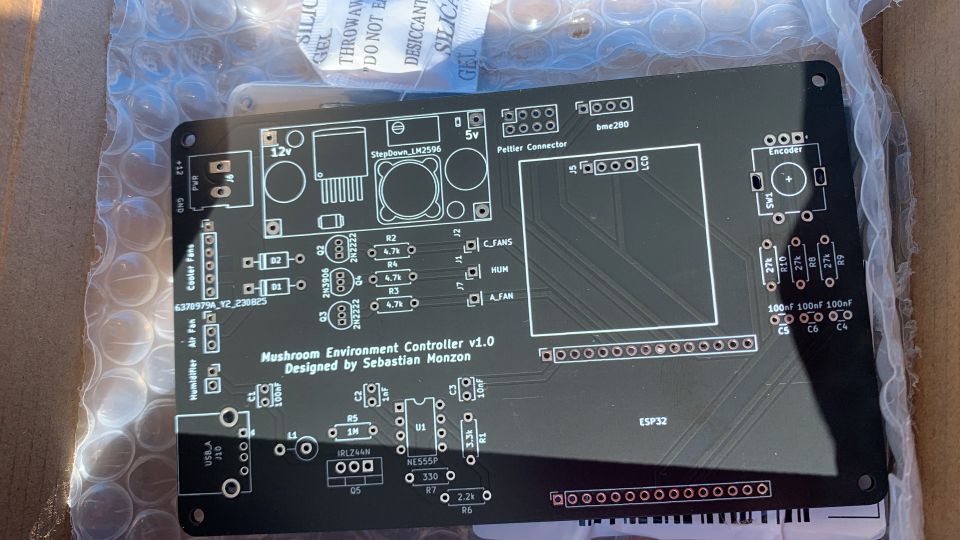 SILICA
GEL
THROWAWAY
"DO NOT EAT
DESICCANT
SILICA
GEL
+12
GND
PWR
J6
12v
5v
StepDown_LM2596
Peltier Connector
bme280
J5
LCD
Encoder
SW1
Cooler Fans
D2
D1
Q2
2N2222
2N3906
Q4
Q3
2N2222
R2
4.7k
R4
4.7k
R3
4.7k
J2
C_FANS
J1
HUM
J7
A_FAN
27k
R10
27k
R8
27k
R9
100nF
100nF
100nF
C5
C6
C4
6370979A_Y2_230825
Air Fan
Mushroom Environment Controller v1.0
Designed by Sebastian Monzon
Humidifier
C1
100nF
C2
1nF
C3
10nF
USB_A
J10
L1
R5
1M
U1
NE555P
3.3k
R1
IRLZ44N
Q5
330
R7
2.2k
R6
ESP32